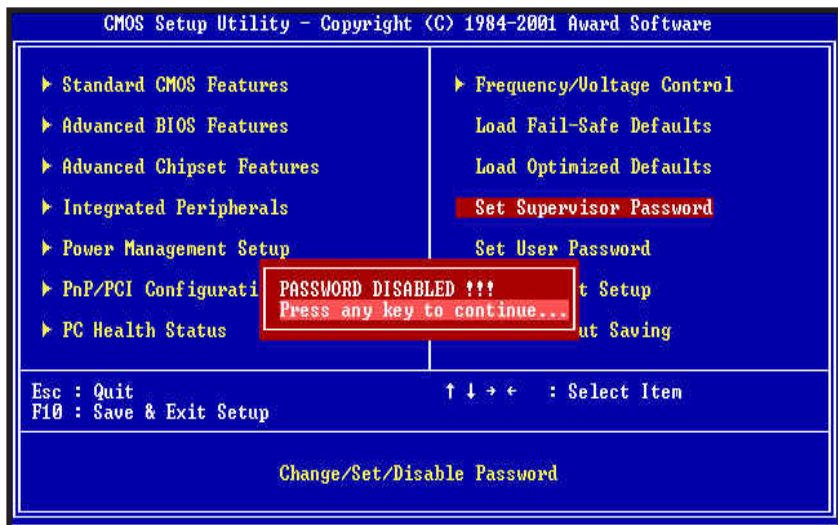 CMOS Setup Utility - Copyright (C) 1984-2001 Award Software
▶ Standard CMOS Features
▶ Advanced BIOS Features
▶ Advanced Chipset Features
▶ Integrated Peripherals
▶ Power Management Setup
▶ PnP/PCI Configurati
▶ PC Health Status
▶ Frequency/Voltage Control
Load Fail-Safe Defaults
Load Optimized Defaults
Set Supervisor Password
Set User Password
t Setup
ut Saving
PASSWORD DISABLED !!!
Press any key to continue...
Esc : Quit
F10 : Save & Exit Setup
↑ ↓ → ← : Select Item
Change/Set/Disable Password